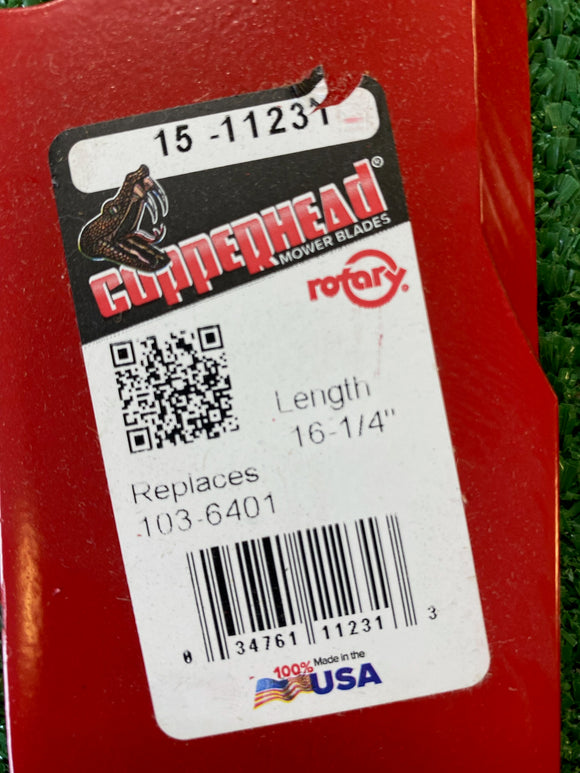 15 -11231
COPPERHEAD®
MOWER BLADES
rotary®
Length
16-1/4"
Replaces
103-6401
0 34761 11231 3
100% Made in the
USA